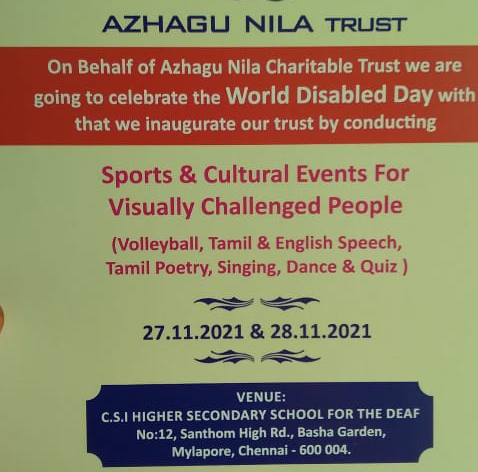 AZHAGU NILA TRUST
On Behalf of Azhagu Nila Charitable Trust we are
going to celebrate the World Disabled Day with
that we inaugurate our trust by conducting
Sports & Cultural Events For
Visually Challenged People
(Volleyball, Tamil & English Speech,
Tamil Poetry, Singing, Dance & Quiz )
27.11.2021 & 28.11.2021
VENUE:
C.S.I HIGHER SECONDARY SCHOOL FOR THE DEAF
No:12, Santhom High Rd., Basha Garden,
Mylapore, Chennai - 600 004.